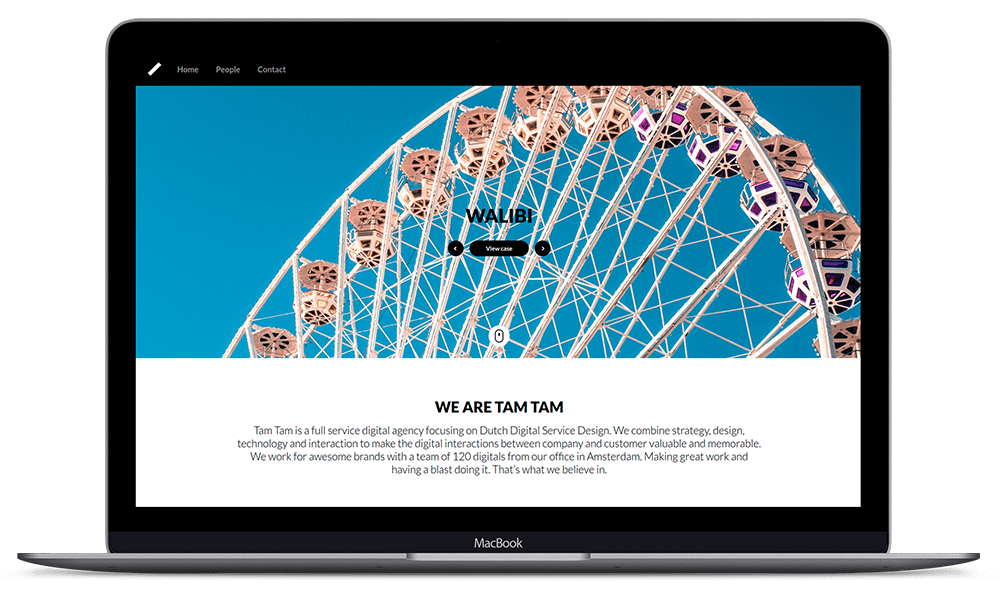 Home People Contact
WALIBI
View case
WE ARE TAM TAM
Tam Tam is a full service digital agency focusing on Dutch Digital Service Design. We combine strategy, design,
technology and interaction to make the digital interactions between company and customer valuable and memorable.
We work for awesome brands with a team of 120 digitals from our office in Amsterdam. Making great work and
having a blast doing it. That's what we believe in.
MacBook